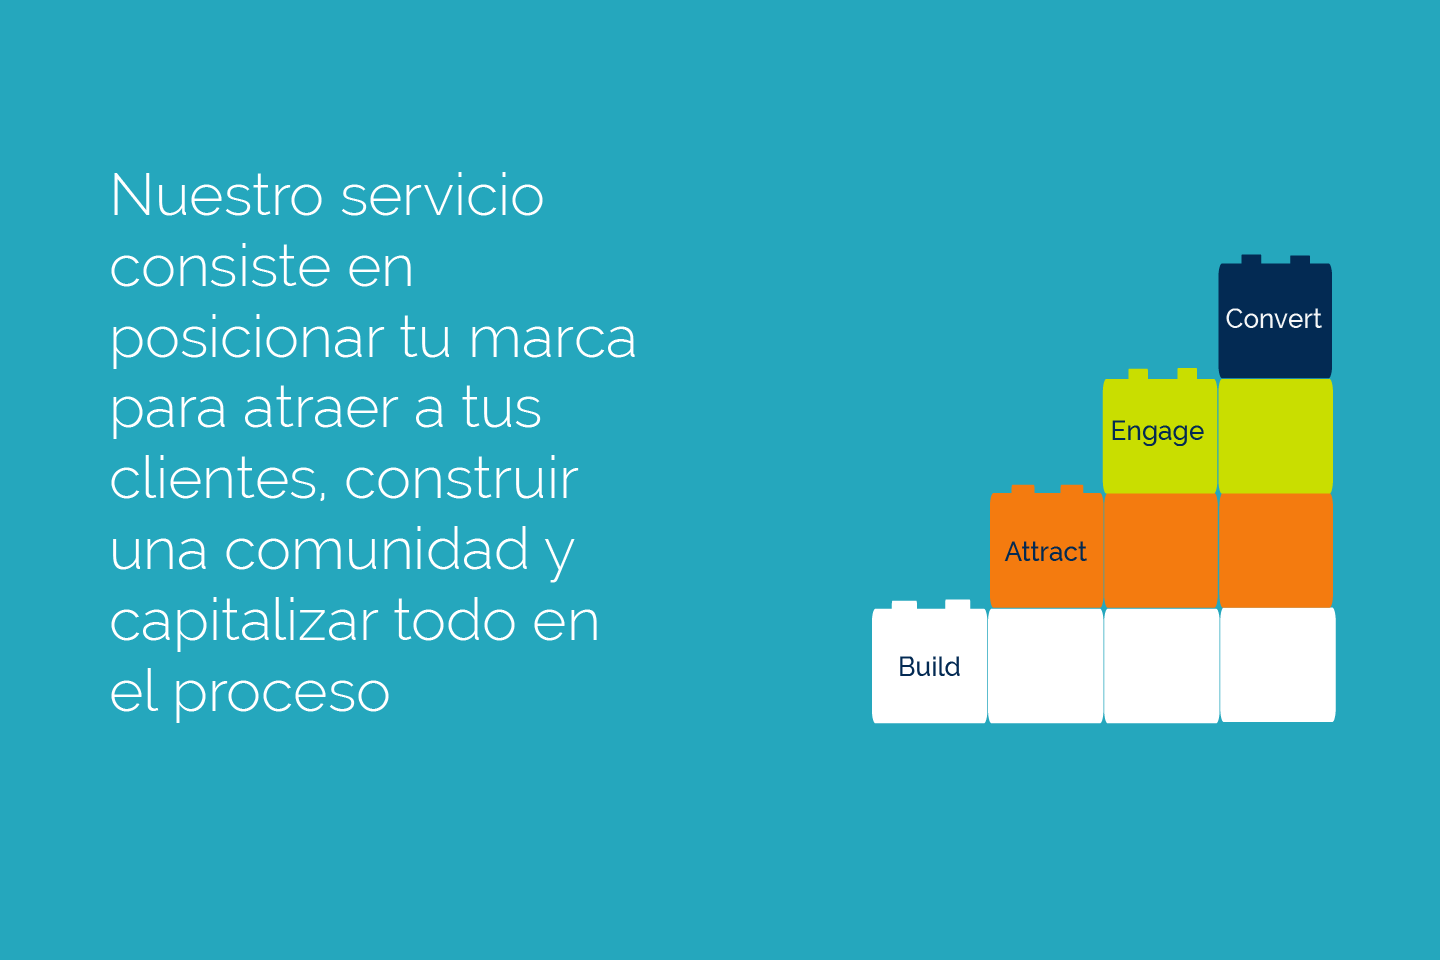 Nuestro servicio
consiste en
posicionar tu marca
para atraer a tus
clientes, construir
una comunidad y
capitalizar todo en
el proceso
Convert
Engage
Attract
Build